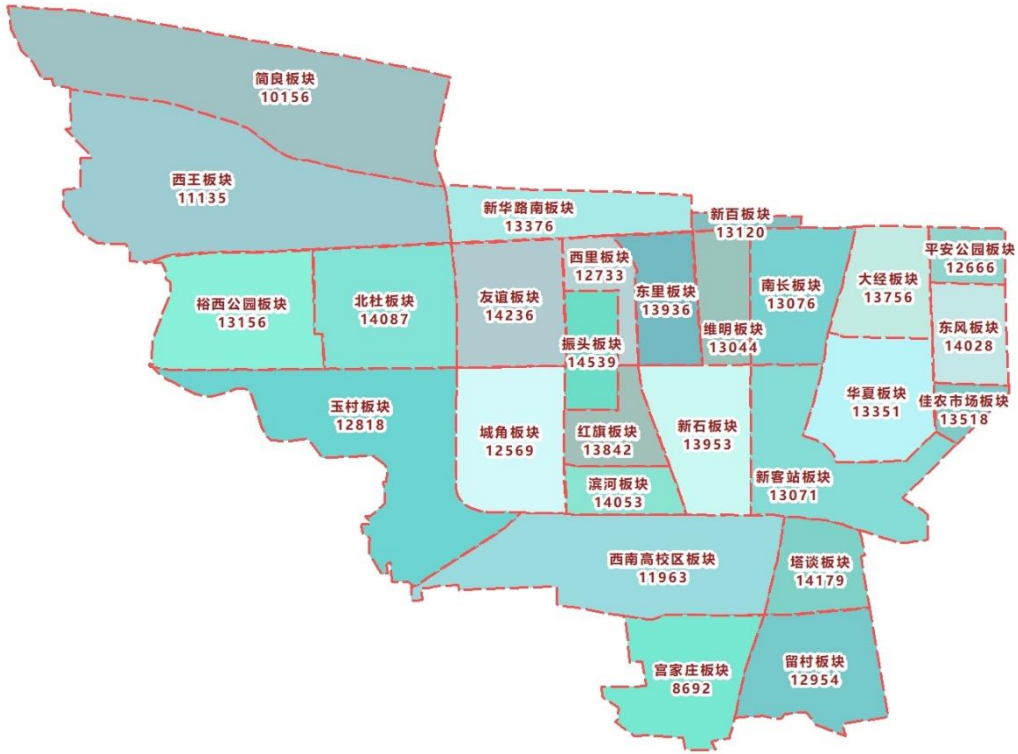 简良板块
10156
西王板块
11135
新华路南板块
13376
新百板块
13120
西里板块
12733
平安公园板块
12666
裕西公园板块
13156
北杜板块
14087
友谊板块
14236
东里板块
13936
维明板块
13044
南长板块
13076
大经板块
13756
东风板块
14028
振头板块
14539
玉村板块
12818
城角板块
12569
红旗板块
13842
新石板块
13953
华夏板块
13351
佳农市场板块
13518
滨河板块
14053
新客站板块
13071
西南高校区板块
11963
塔谈板块
14179
宫家庄板块
8692
留村板块
12954